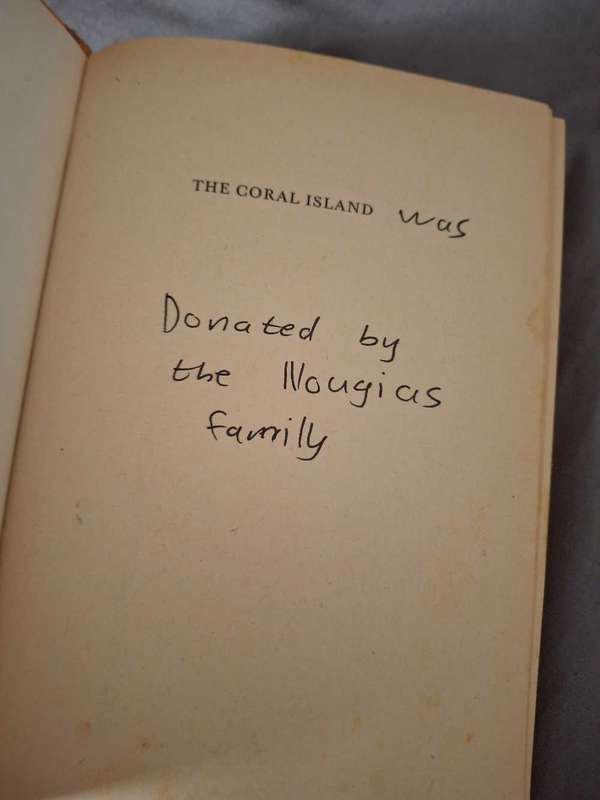 THE CORAL ISLAND was
Donated by
the Nougias
family